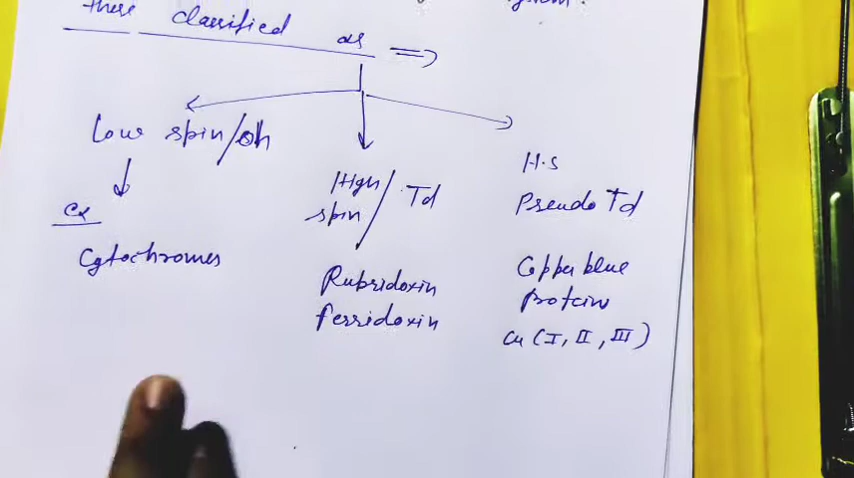 these classified as ⇒
Low spin/oh
Ex
Cytochromes
High spin / Td
Rubridoxin
ferridoxin
H.S
Pseudo Td
Copper blue
Protein
Cu (I, II, III)